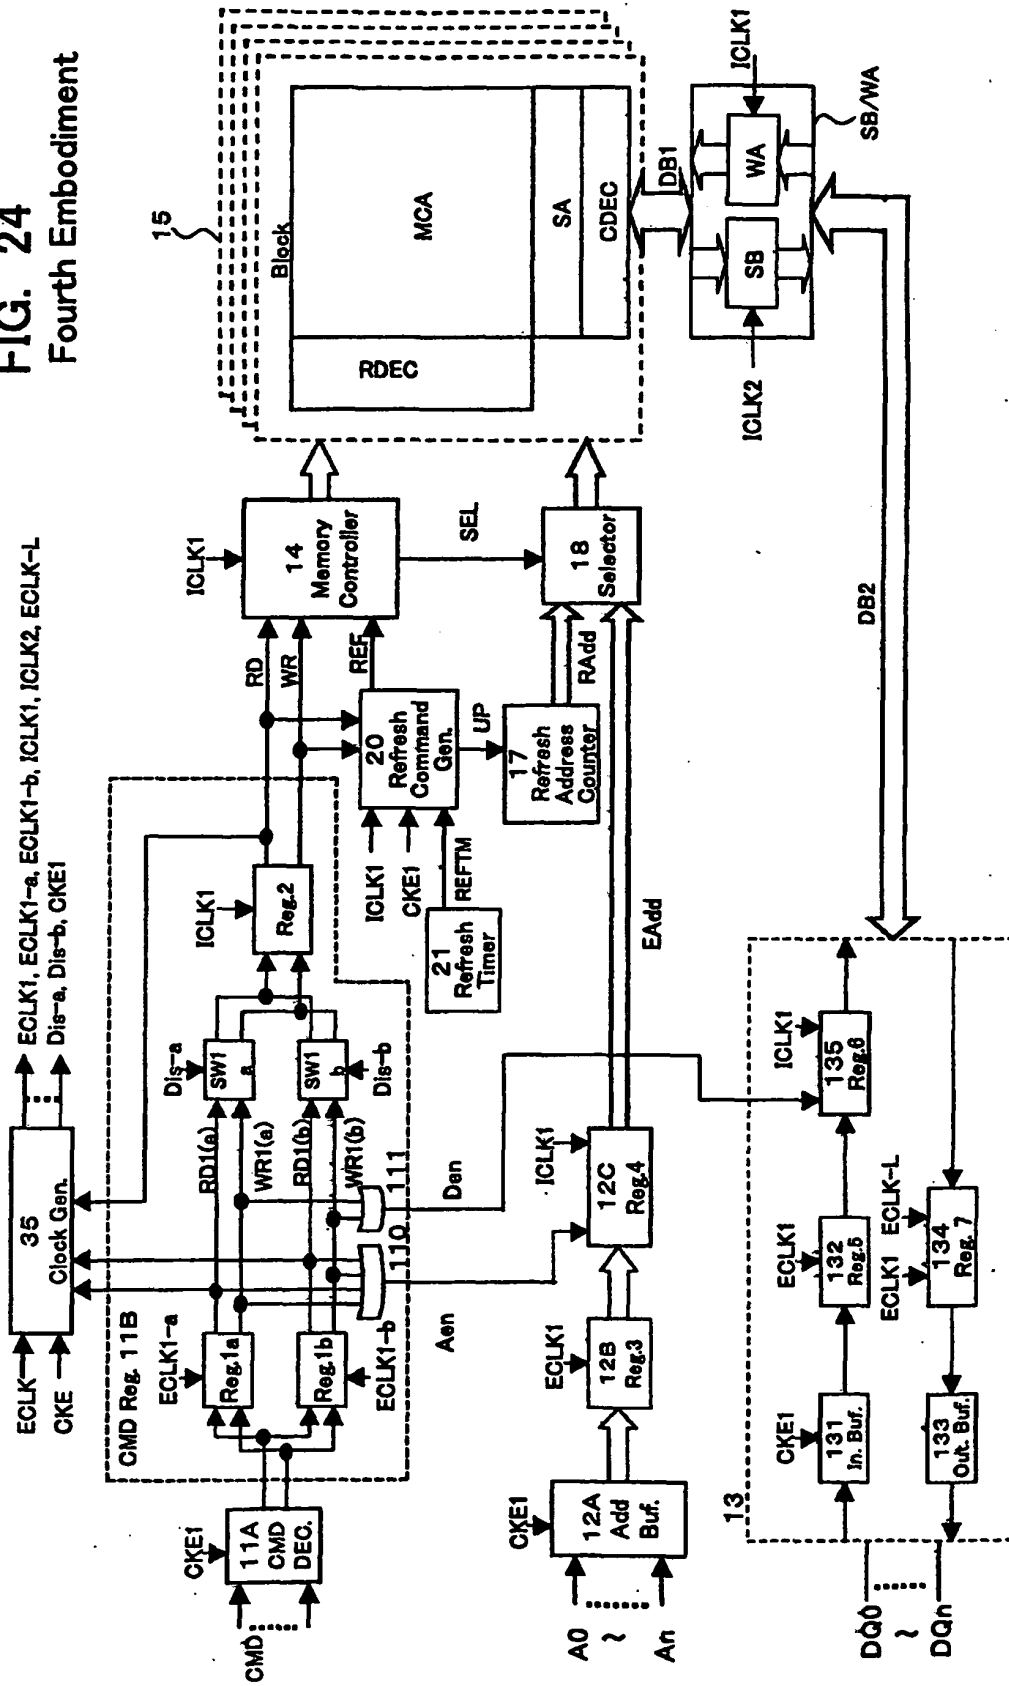 FIG. 24
Fourth Embodiment
ECLK
CKE
35
Clock Gen.
ECLK1, ECLK1-a, ECLK1-b, ICLK1, ICLK2, ECLK-L
Dis-a, Dis-b, CKE1
CMD Reg. 11B
CMD
CKE1
11A
CMD
DEC.
ECLK1-a
Reg.1a
Reg.1b
ECLK1-b
RD1(a)
WR1(a)
RD1(b)
WR1(b)
110
111
Dis-a
SW1
a
SW1
b
Dis-b
ICLK1
Reg.2
RD
WR
REF
ICLK1
14
Memory
Controller
SEL
ICLK1
CKE1
REFTM
20
Refresh
Command
Gen.
21
Refresh
Timer
UP
17
Refresh
Address
Counter
RAdd
18
Selector
15
Block
MCA
RDEC
SA
CDEC
DB1
ICLK1
WA
SB
ICLK2
SB/WA
DB2
Aen
Den
A0
~
An
CKE1
12A
Add
Buf.
ECLK1
12B
Reg.3
ICLK1
12C
Reg.4
EAdd
13
DQ0
~
DQn
CKE1
131
In. Buf.
ECLK1
132
Reg.5
ICLK1
135
Reg.6
133
Out. Buf.
ECLK1
ECLK-L
134
Reg. 7